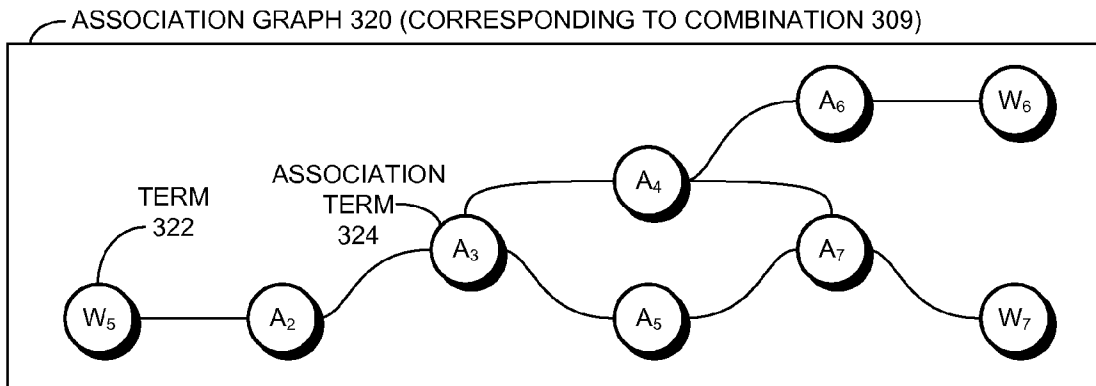 ASSOCIATION GRAPH 320 (CORRESPONDING TO COMBINATION 309)
A6
W6
ASSOCIATION
TERM
324
A4
TERM
322
A3
A7
W5
A2
A5
W7